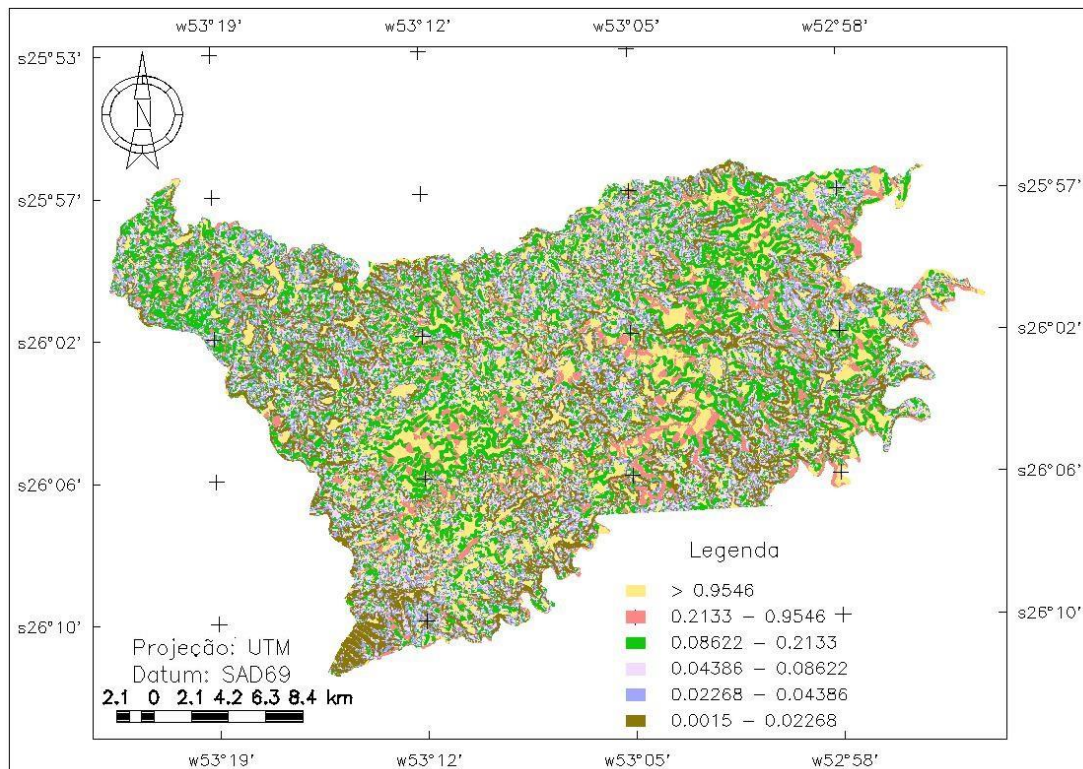 w53°19' w53°12' w53°05' w52°58'
s25°53'
N
s25°57' s25°57'
s26°02' s26°02'
s26°06' s26°06'
Legenda
> 0.9546
0.2133 – 0.9546
0.08622 – 0.2133
0.04386 – 0.08622
0.02268 – 0.04386
0.0015 – 0.02268
s26°10' s26°10'
Projeção: UTM
Datum: SAD69
2.1 0 2.1 4.2 6.3 8.4 km
w53°19' w53°12' w53°05' w52°58'